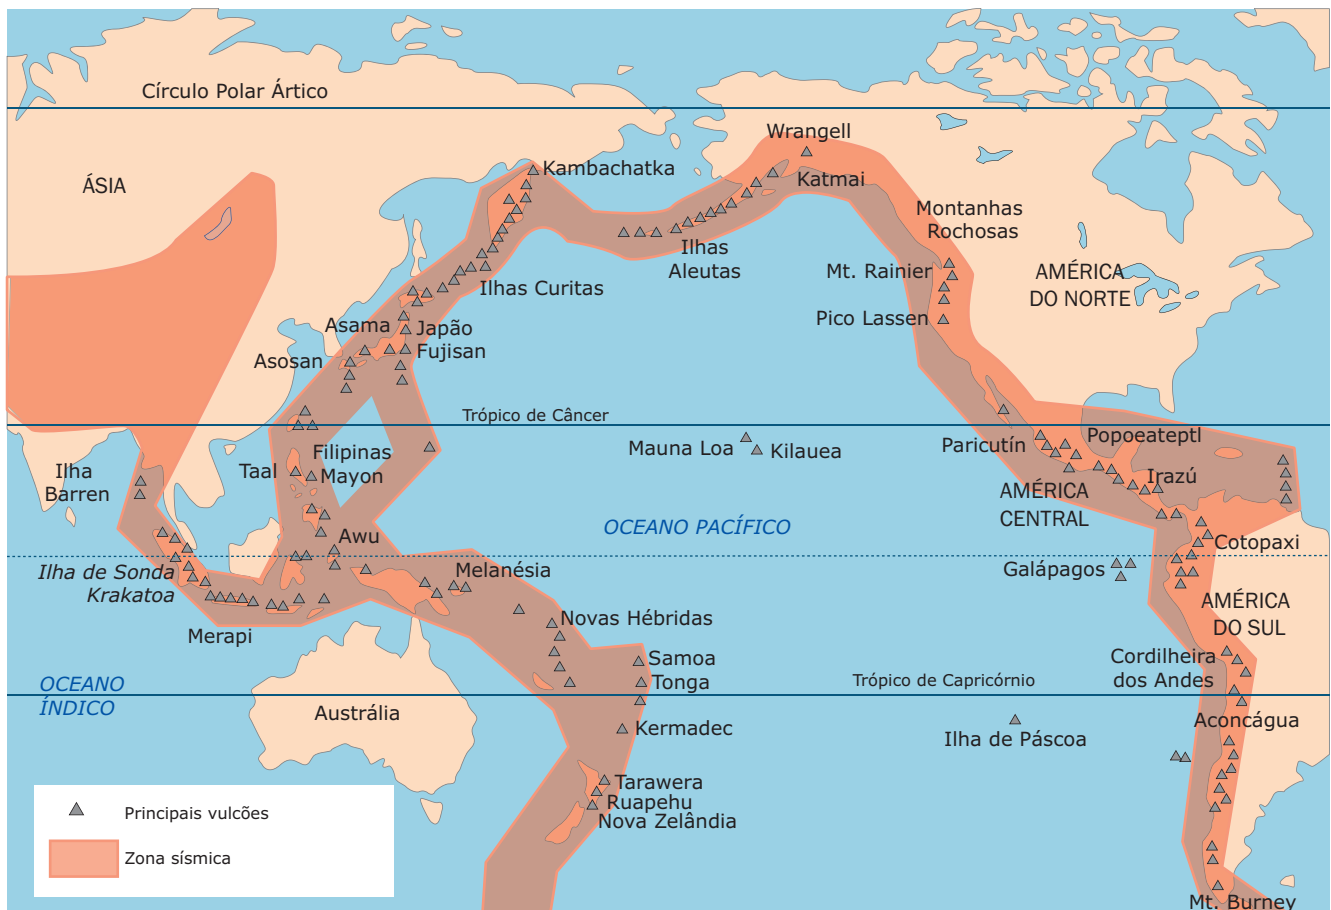 Círculo Polar Ártico
Wrangell
Kambachatka
Katmai
ÁSIA
Montanhas
Rochosas
Ilhas
Aleutas
Mt. Rainier
AMÉRICA
DO NORTE
Ilhas Curitas
Pico Lassen
Asama
Japão
Fujisan
Asosan
Trópico de Câncer
Mauna Loa
Kilauea
Paricutín
Popoeateptl
Filipinas
Taal
Mayon
Ilha
Barren
Irazú
AMÉRICA
CENTRAL
OCEANO PACÍFICO
Awu
Cotopaxi
Ilha de Sonda
Krakatoa
Melanésia
Galápagos
AMÉRICA
DO SUL
Merapi
Novas Hébridas
Samoa
Tonga
Cordilheira
dos Andes
OCEANO
ÍNDICO
Trópico de Capricórnio
Austrália
Kermadec
Aconcágua
Ilha de Páscoa
Tarawera
Ruapehu
Nova Zelândia
Principais vulcões
Zona sísmica
Mt. Burney